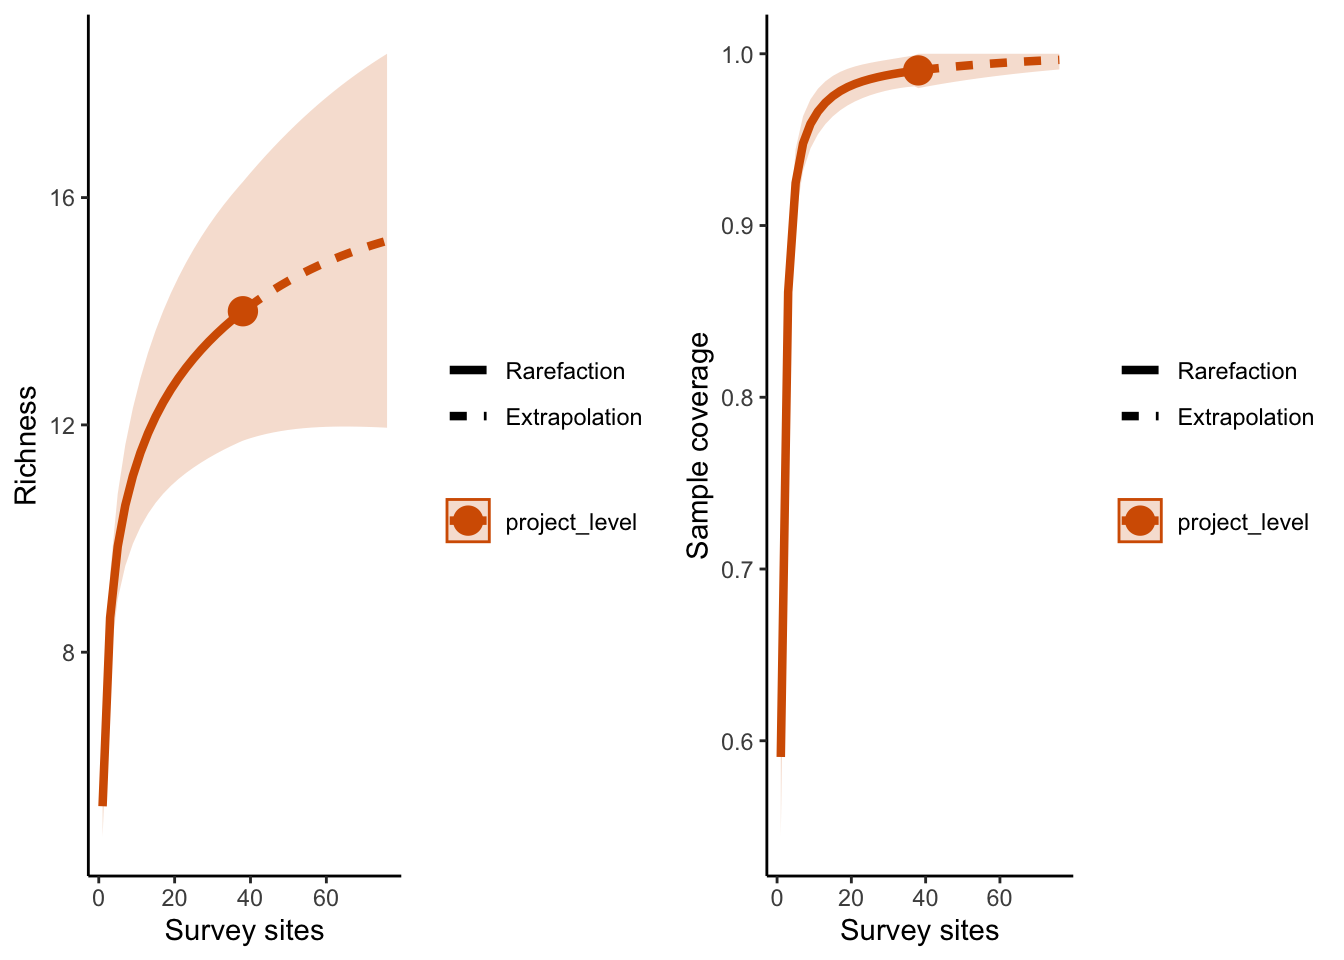 16
12
8
Richness
0 20 40 60
Survey sites
Rarefaction
Extrapolation
project_level
1.0
0.9
0.8
0.7
0.6
Sample coverage
0 20 40 60
Survey sites
Rarefaction
Extrapolation
project_level